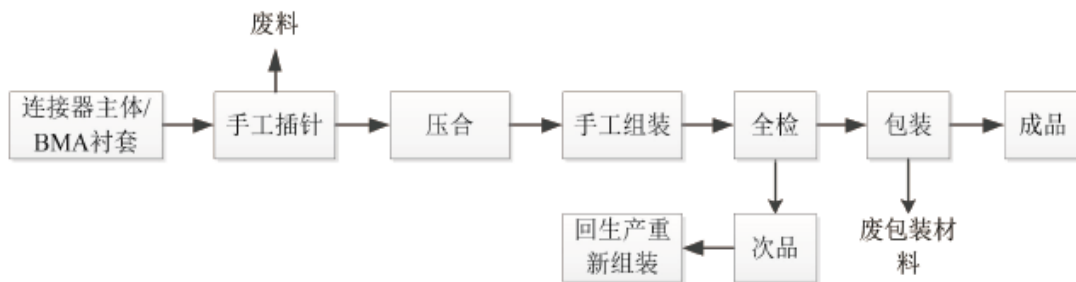 废料
连接器主体/
BMA衬套
手工插针
压合
手工组装
全检
包装
成品
回生产重
新组装
次品
废包装材
料